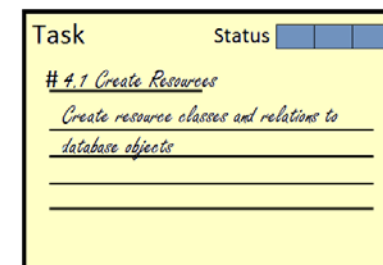 Task Status
# 4.1 Create Resources
Create resource classes and relations to
database objects